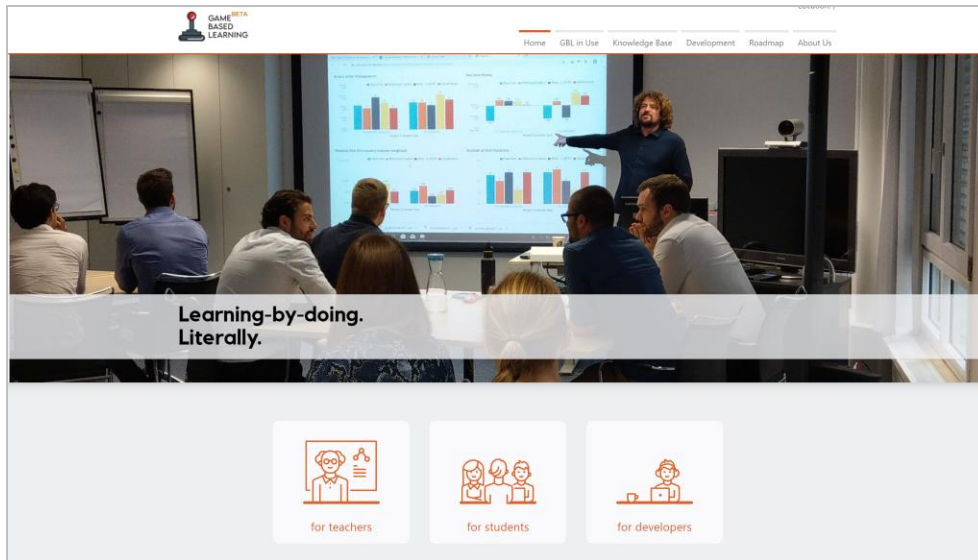 GAME BETA
BASED
LEARNING
Home GBL in Use Knowledge Base Development Roadmap About Us
Learning-by-doing.
Literally.
for teachers
for students
for developers